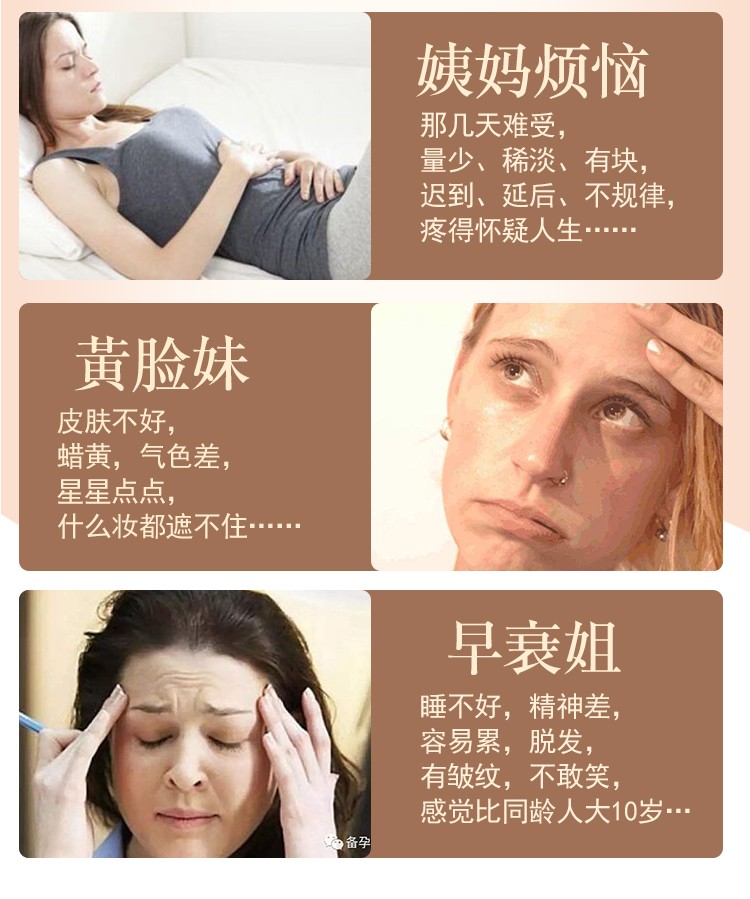 姨妈烦恼
那几天难受，
量少、稀淡、有块，
迟到、延后、不规律，
疼得怀疑人生……
黄脸妹
皮肤不好，
蜡黄，气色差，
星星点点，
什么妆都遮不住……
早衰姐
睡不好，精神差，
容易累，脱发，
有皱纹，不敢笑，
感觉比同龄人大10岁…
备孕